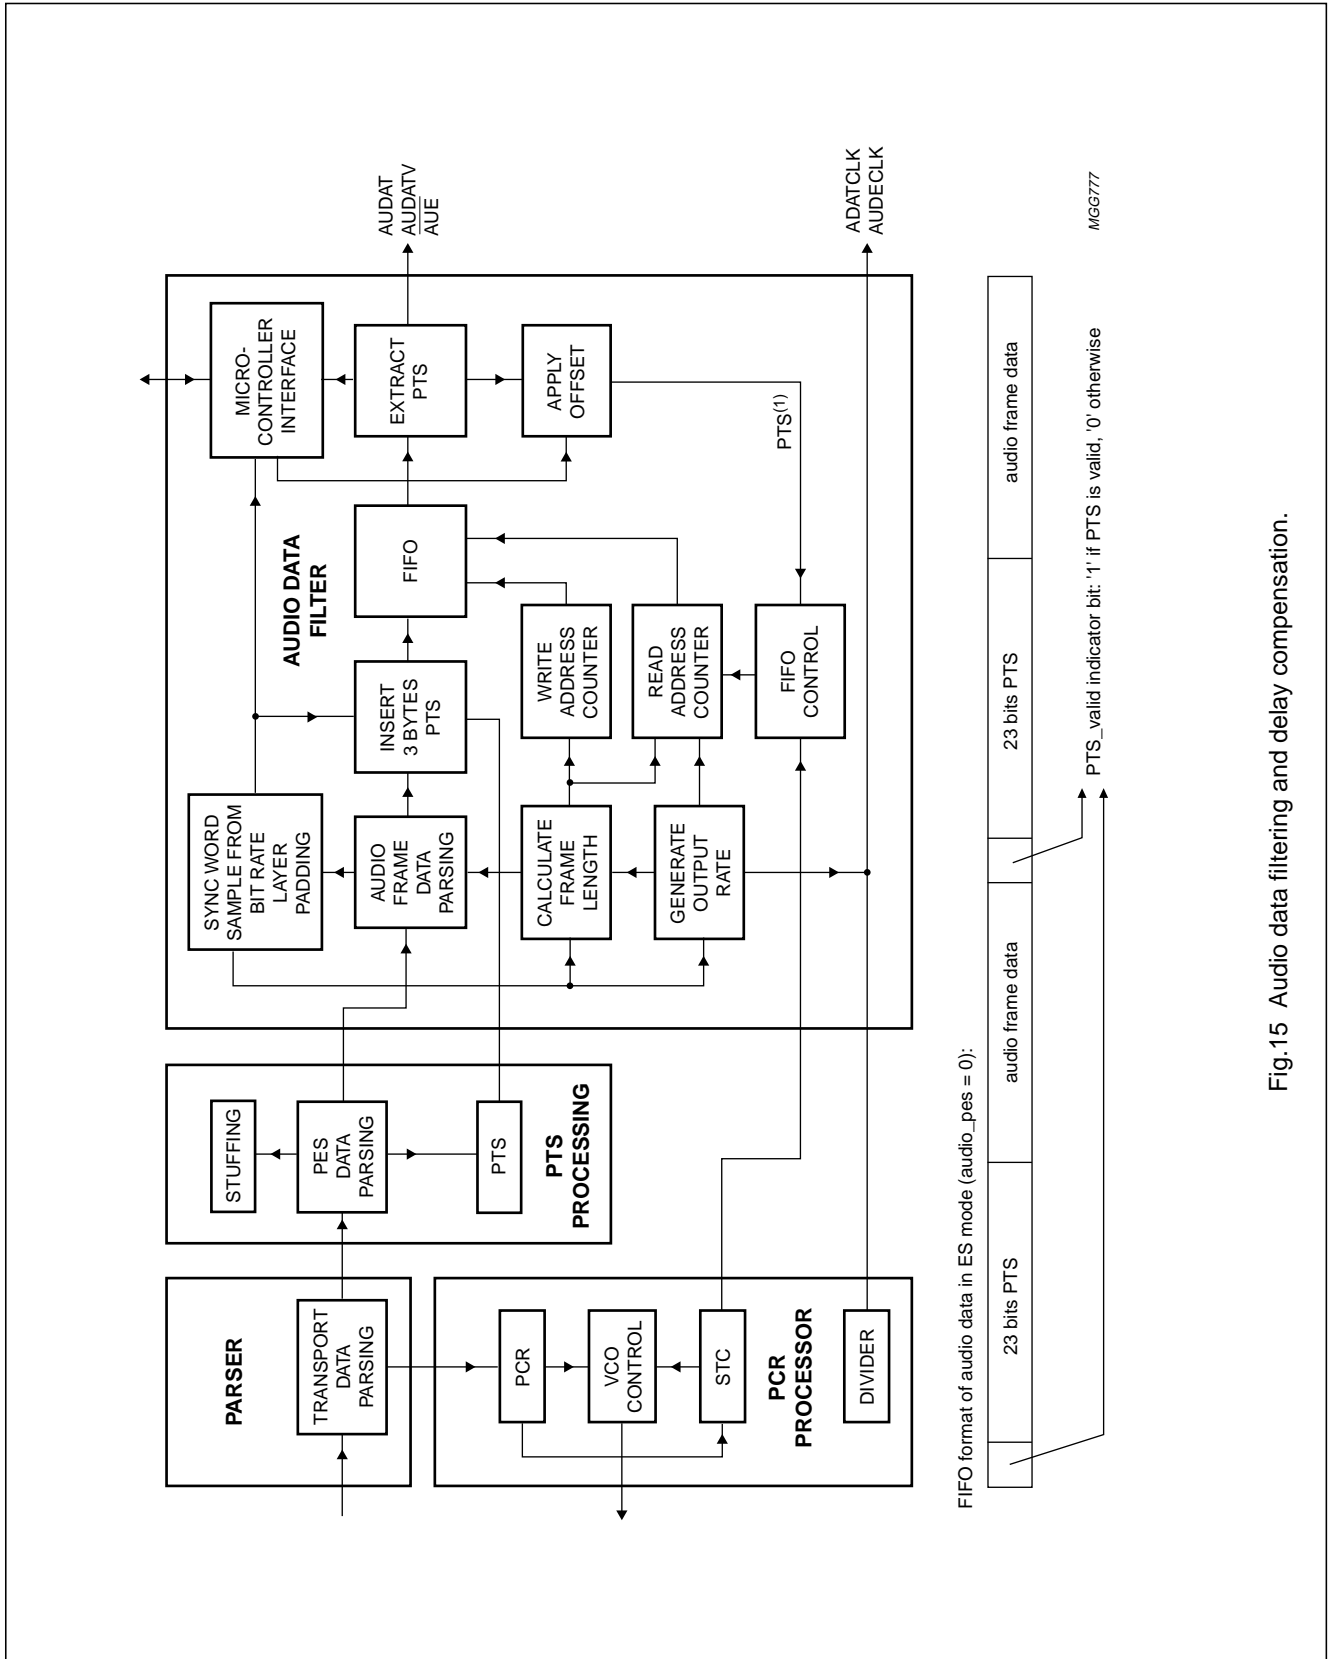 PARSER
TRANSPORT
DATA
PARSING
STUFFING
PES
DATA
PARSING
PTS
PTS
PROCESSING
PCR
VCO
CONTROL
STC
PCR
PROCESSOR
DIVIDER
SYNC WORD
SAMPLE FROM
BIT RATE
LAYER
PADDING
AUDIO
FRAME
DATA
PARSING
CALCULATE
FRAME
LENGTH
GENERATE
OUTPUT
RATE
AUDIO DATA
FILTER
INSERT
3 BYTES
PTS
WRITE
ADDRESS
COUNTER
READ
ADDRESS
COUNTER
FIFO
CONTROL
FIFO
MICRO-
CONTROLLER
INTERFACE
EXTRACT
PTS
APPLY
OFFSET
PTS(1)
AUDAT
AUDATV
AUE
ADATCLK
AUDECLK
FIFO format of audio data in ES mode (audio_pes = 0):
23 bits PTS
audio frame data
23 bits PTS
audio frame data
PTS_valid indicator bit: '1' if PTS is valid, '0' otherwise
MGG777
Fig.15 Audio data filtering and delay compensation.